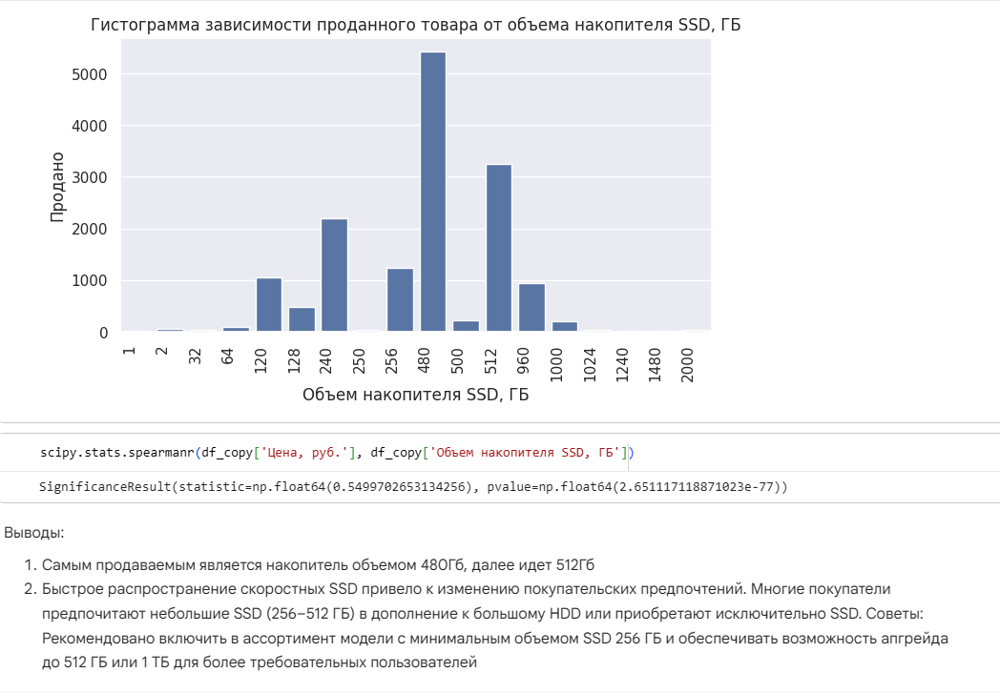 Гистограмма зависимости проданного товара от объема накопителя SSD, ГБ
5000
4000
3000
2000
1000
0
Продано
1 2 32 64 120 128 240 250 256 480 500 512 960 1000 1024 1240 1480 2000
Объем накопителя SSD, ГБ
scipy.stats.spearmanr(df_copy['Цена, руб.'], df_copy['Объем накопителя SSD, ГБ'])
SignificanceResult(statistic=np.float64(0.5499702653134256), pvalue=np.float64(2.651117118871023e-77))
Выводы:
1. Самым продаваемым является накопитель объемом 480Гб, далее идет 512Гб
2. Быстрое распространение скоростных SSD привело к изменению покупательских предпочтений. Многие покупатели
предпочитают небольшие SSD (256–512 ГБ) в дополнение к большому HDD или приобретают исключительно SSD. Советы:
Рекомендовано включить в ассортимент модели с минимальным объемом SSD 256 ГБ и обеспечивать возможность апгрейда
до 512 ГБ или 1 ТБ для более требовательных пользователей